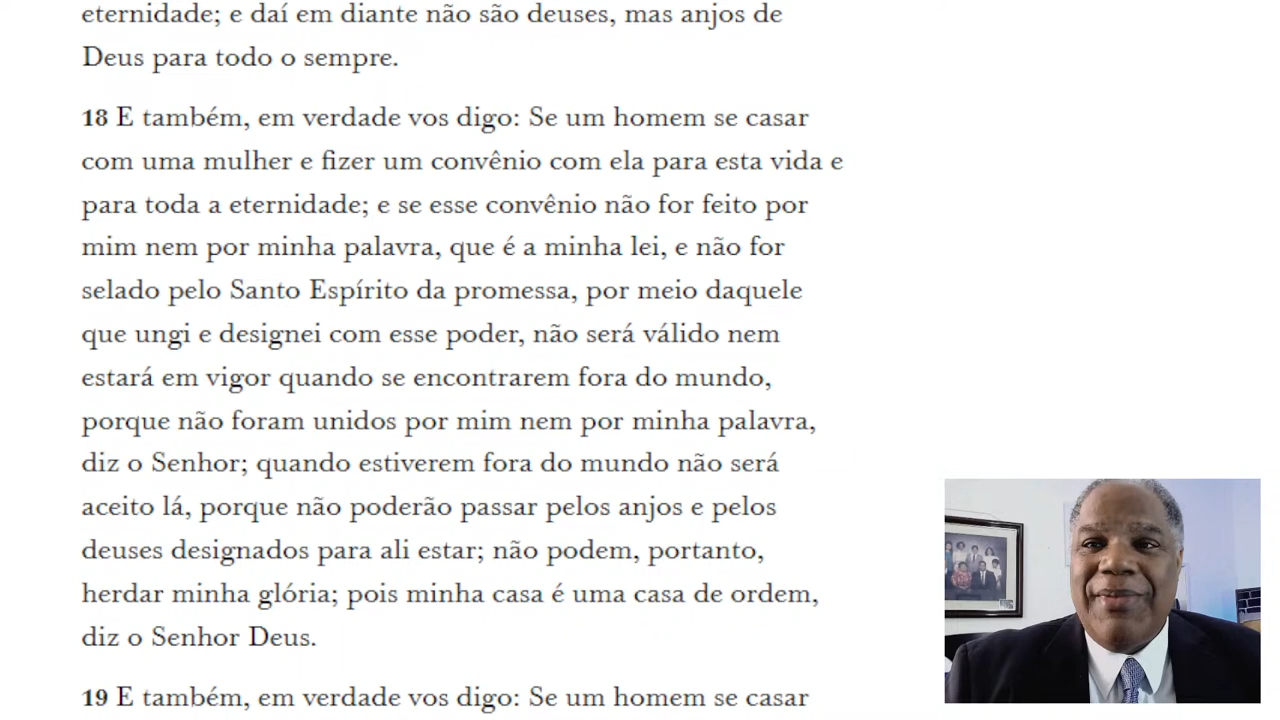 eternidade; e daí em diante não são deuses, mas anjos de
Deus para todo o sempre.
18 E também, em verdade vos digo: Se um homem se casar
com uma mulher e fizer um convênio com ela para esta vida e
para toda a eternidade; e se esse convênio não for feito por
mim nem por minha palavra, que é a minha lei, e não for
selado pelo Santo Espírito da promessa, por meio daquele
que ungi e designei com esse poder, não será válido nem
estará em vigor quando se encontrarem fora do mundo,
porque não foram unidos por mim nem por minha palavra,
diz o Senhor; quando estiverem fora do mundo não será
aceito lá, porque não poderão passar pelos anjos e pelos
deuses designados para ali estar; não podem, portanto,
herdar minha glória; pois minha casa é uma casa de ordem,
diz o Senhor Deus.
19 E também, em verdade vos digo: Se um homem se casar